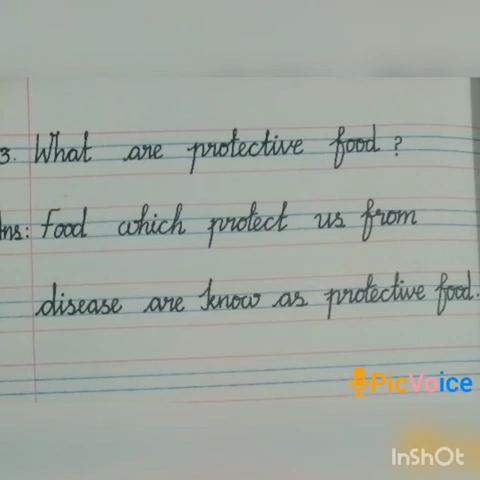 3. What are protective food ?
Ans: Food which protect us from
disease are know as protective food.
PicVoice
InShOt